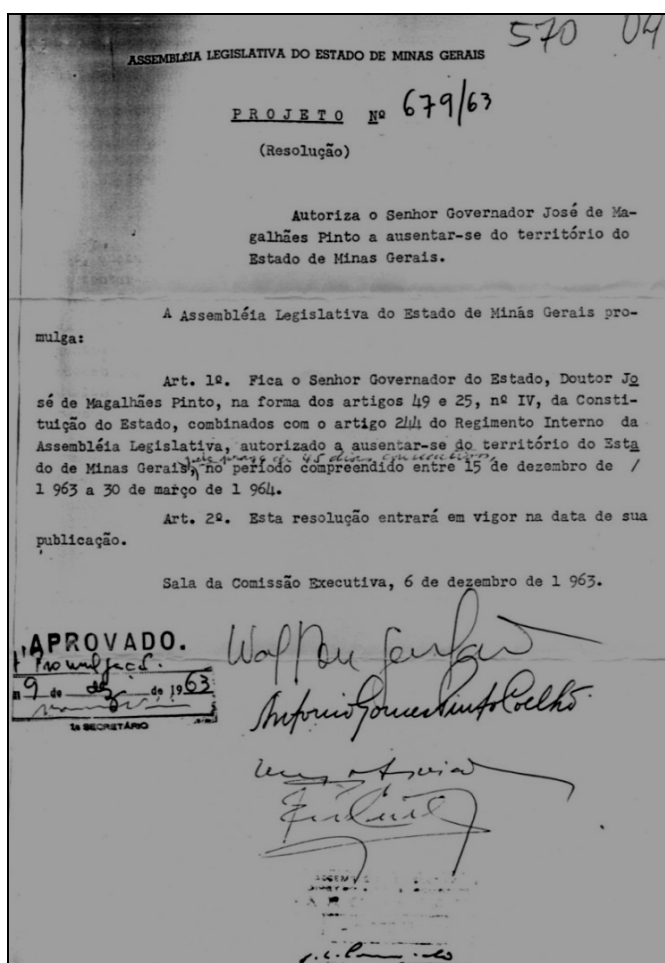 570 04
ASSEMBLÉIA LEGISLATIVA DO ESTADO DE MINAS GERAIS
PROJETO Nº 679/63
(Resolução)
Autoriza o Senhor Governador José de Ma-
galhães Pinto a ausentar-se do território do
Estado de Minas Gerais.
A Assembléia Legislativa do Estado de Minas Gerais pro-
mulga:
Art. 1º. Fica o Senhor Governador do Estado, Doutor Jo
sé de Magalhães Pinto, na forma dos artigos 49 e 25, nº IV, da Consti-
tuição do Estado, combinados com o artigo 244 do Regimento Interno da
Assembléia Legislativa, autorizado a ausentar-se do território do Esta
pelo prazo de 45 dias consecutivos,
do de Minas Gerais, no período compreendido entre 15 de dezembro de /
1 963 a 30 de março de 1 964.
Art. 2º. Esta resolução entrará em vigor na data de sua
publicação.
Sala da Comissão Executiva, 6 de dezembro de 1 963.
APROVADO.
À Promulgação.
9 de dez de 1963
1º SECRETÁRIO
Antonio Gomes Pinto Coelho